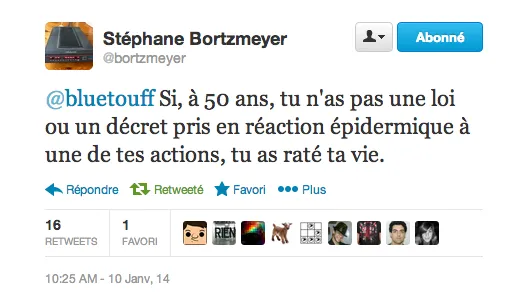 Stéphane Bortzmeyer
@bortzmeyer
Abonné
@bluetouff Si, à 50 ans, tu n'as pas une loi
ou un décret pris en réaction épidermique à
une de tes actions, tu as raté ta vie.
Répondre Retweeté Favori Plus
16 1
RETWEETS FAVORI
RIEN
10:25 AM - 10 Janv, 14